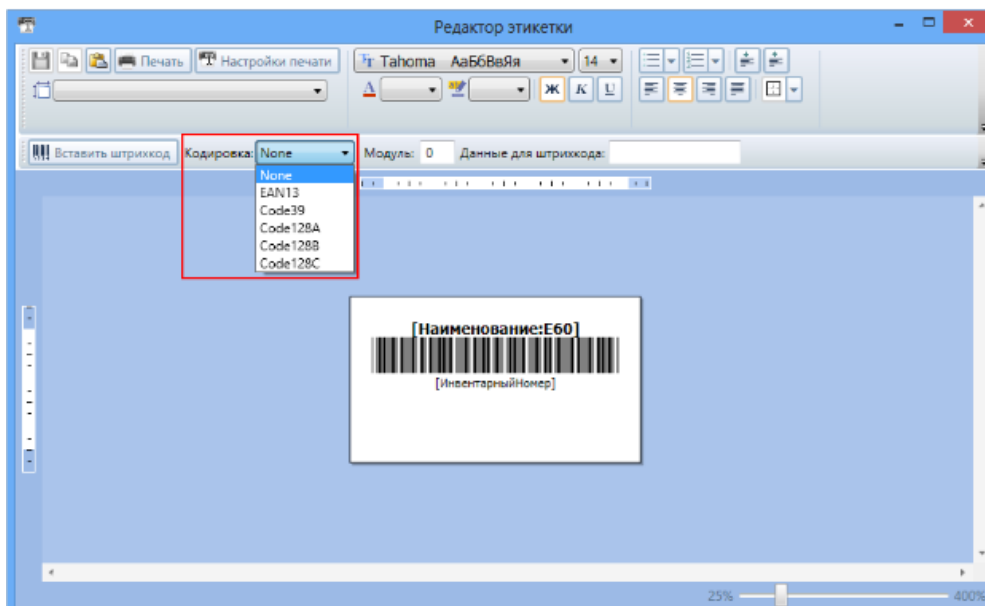 Редактор этикетки
Печать Настройки печати Tahoma АаБбВвЯя 14
А Ж К Ц
Вставить штрихкод Кодировка: None Модуль: 0 Данные для штрихкода:
None
EAN13
Code39
Code128A
Code128B
Code128C
[Наименование:E60]
[ИнвентарныйНомер]
25% 400%